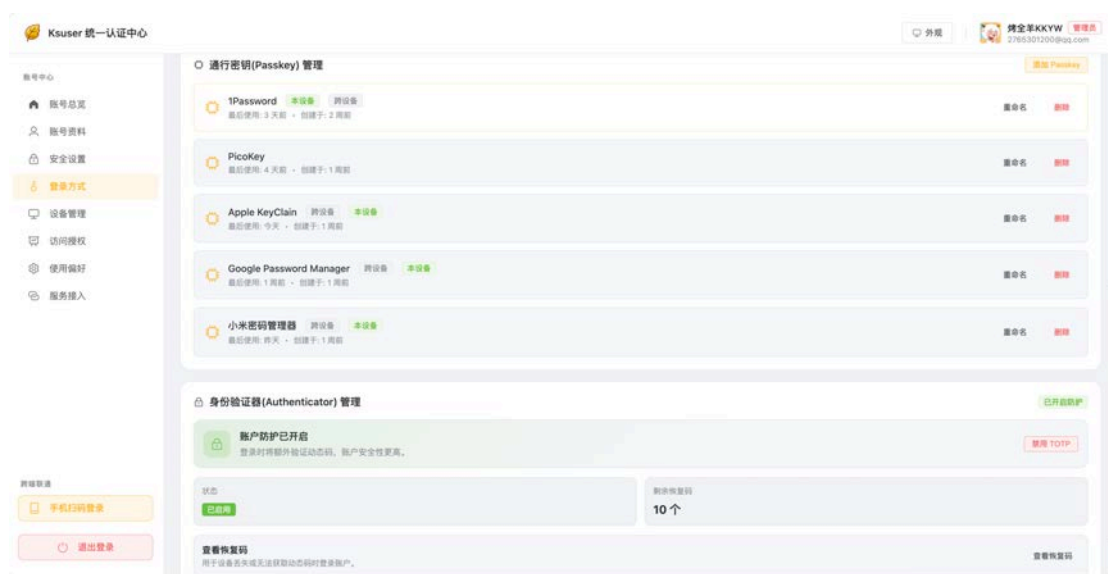 Ksuser 统一认证中心
外观
烤全羊KKYW 管理员
2765301200@qq.com
账号中心
账号总览
账号资料
安全设置
登录方式
设备管理
访问授权
使用偏好
服务接入
跨端联通
手机扫码登录
退出登录
通行密钥(Passkey) 管理
添加 Passkey
1Password 本设备 跨设备
最后使用: 3 天前 • 创建于: 2 周前
重命名 删除
PicoKey
最后使用: 4 天前 • 创建于: 1 周前
重命名 删除
Apple KeyClain 跨设备 本设备
最后使用: 今天 • 创建于: 1 周前
重命名 删除
Google Password Manager 跨设备 本设备
最后使用: 1 周前 • 创建于: 1 周前
重命名 删除
小米密码管理器 跨设备 本设备
最后使用: 昨天 • 创建于: 1 周前
重命名 删除
身份验证器(Authenticator) 管理
已开启防护
账户防护已开启
登录时将额外验证动态码，账户安全性更高。
禁用 TOTP
状态
已启用
剩余恢复码
10 个
查看恢复码
用于设备丢失或无法获取动态码时登录账户。
查看恢复码